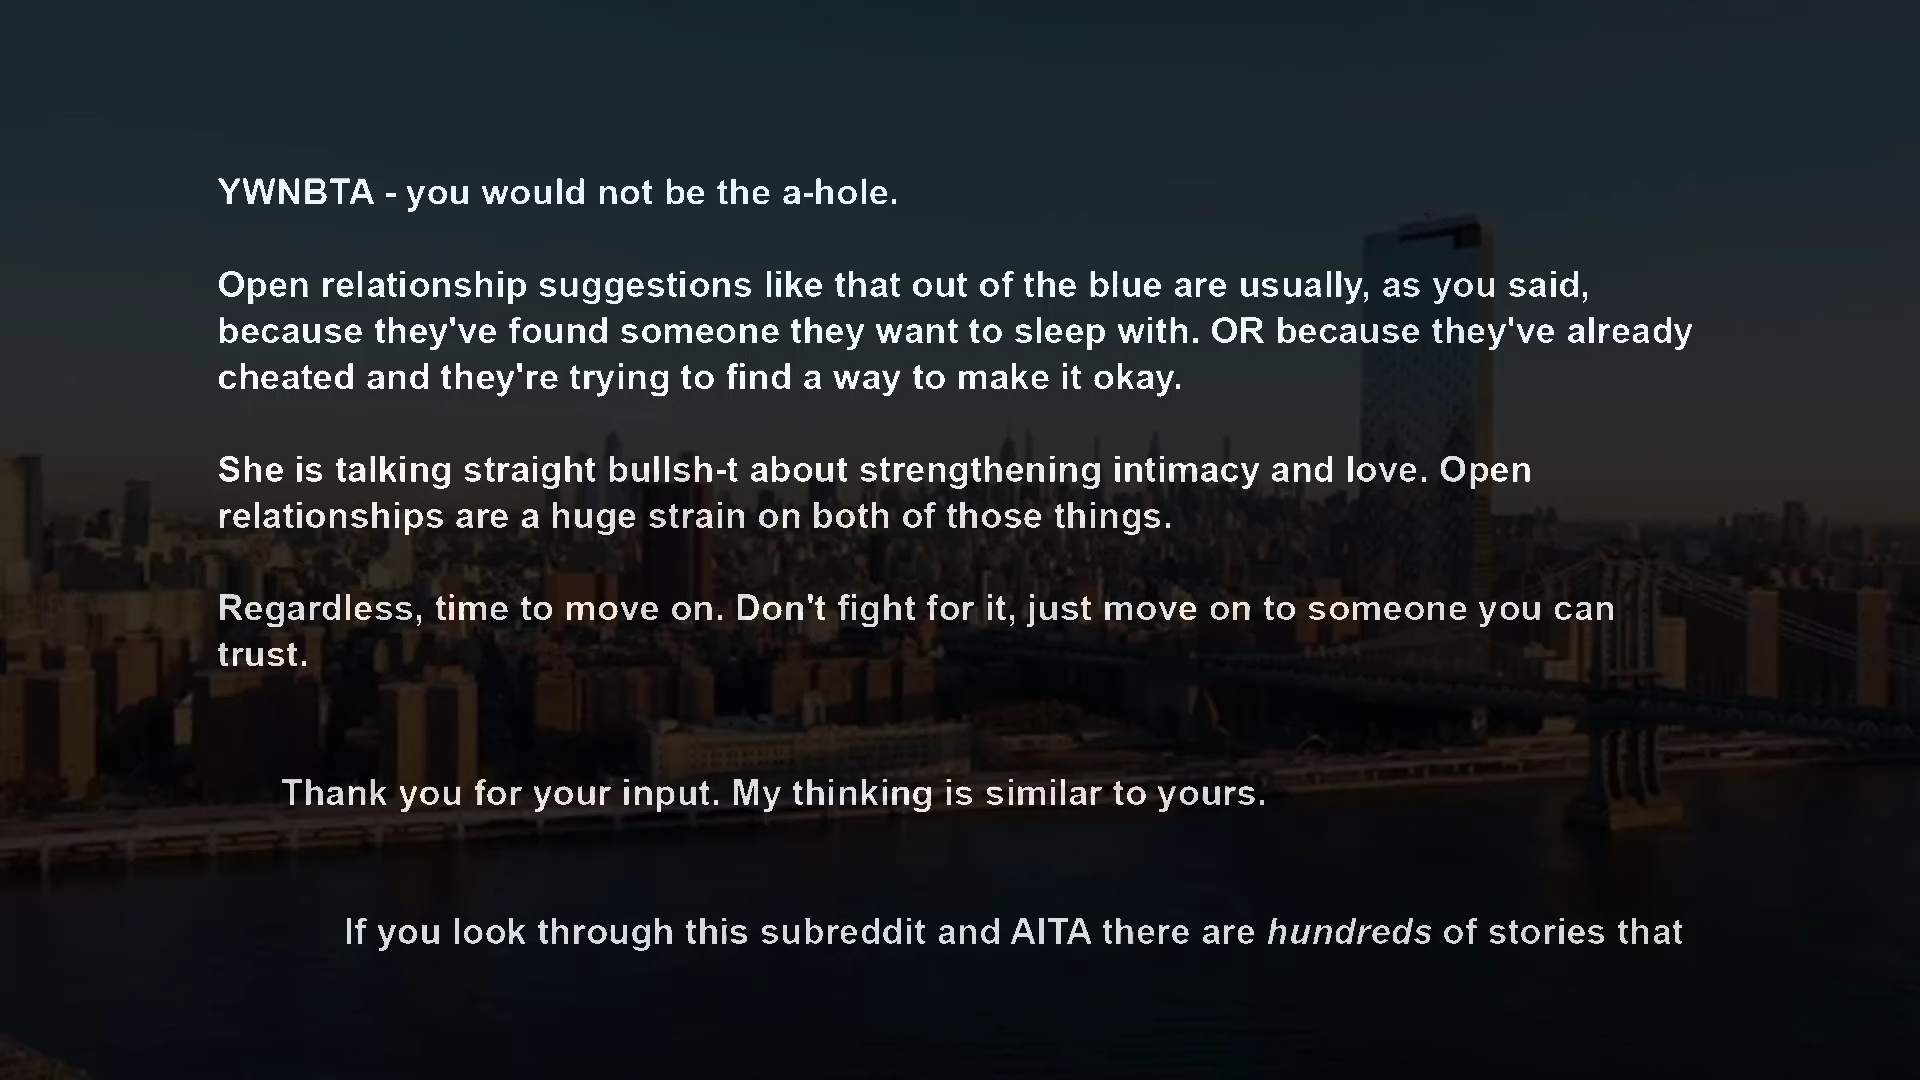 YWNBTA - you would not be the a-hole.
Open relationship suggestions like that out of the blue are usually, as you said,
because they've found someone they want to sleep with. OR because they've already
cheated and they're trying to find a way to make it okay.
She is talking straight bullsh-t about strengthening intimacy and love. Open
relationships are a huge strain on both of those things.
Regardless, time to move on. Don't fight for it, just move on to someone you can
trust.
Thank you for your input. My thinking is similar to yours.
If you look through this subreddit and AITA there are hundreds of stories that